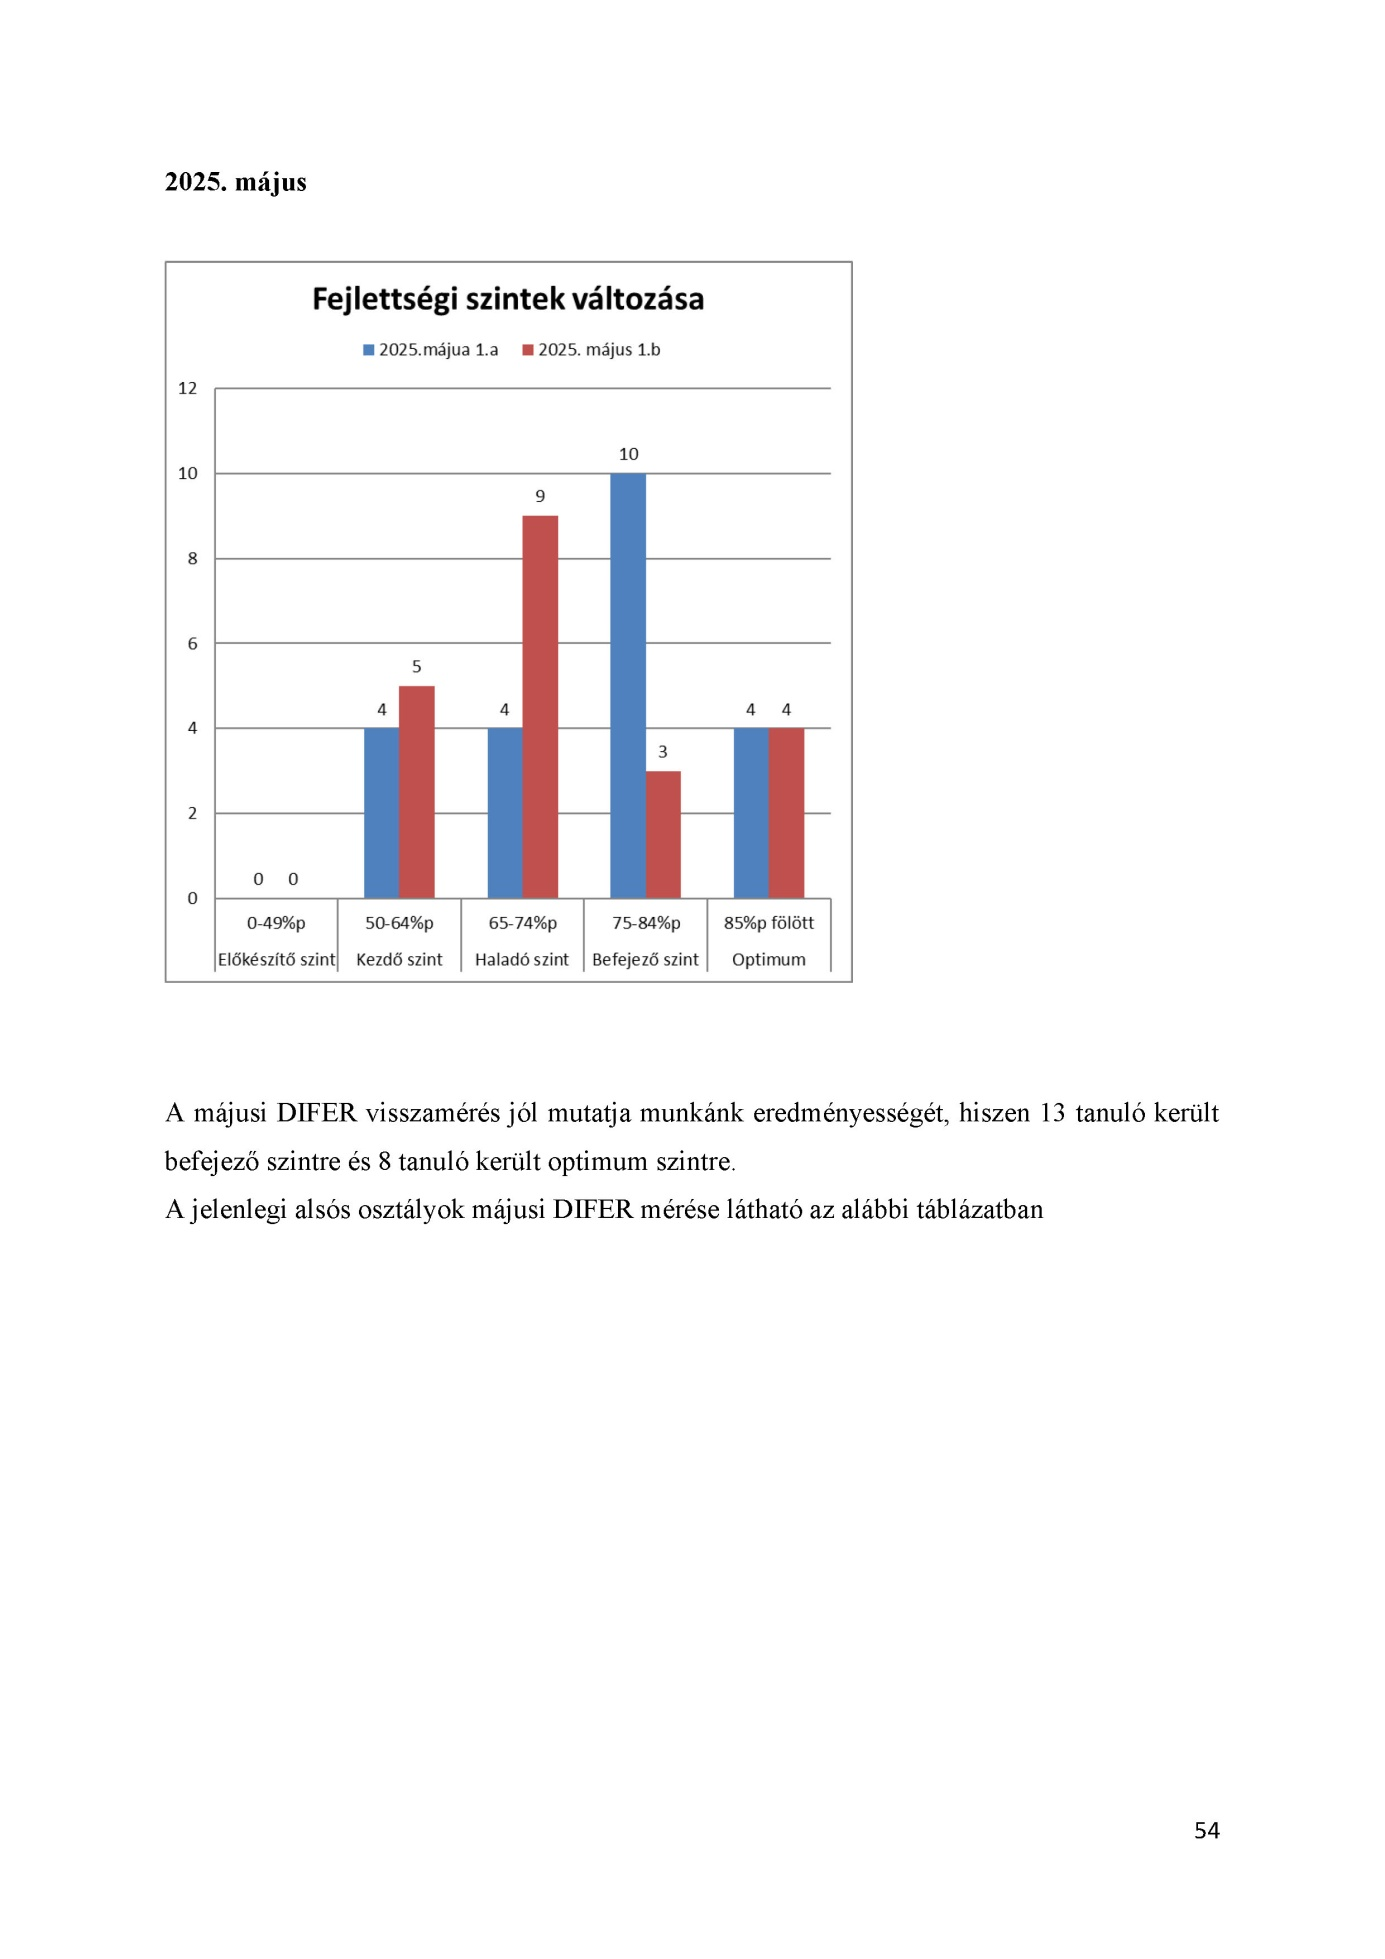 2025. május
Fejlettségi szintek változása
2025.májua 1.a 2025. május 1.b
12
10
8
6
4
2
0
0 0
4 5
4 9
10 3
4 4
0-49%p 50-64%p 65-74%p 75-84%p 85%p fölött
Előkészítő szint Kezdő szint Haladó szint Befejező szint Optimum
A májusi DIFER visszamérés jól mutatja munkánk eredményességét, hiszen 13 tanuló került
befejező szintre és 8 tanuló került optimum szintre.
A jelenlegi alsós osztályok májusi DIFER mérése látható az alábbi táblázatban
54